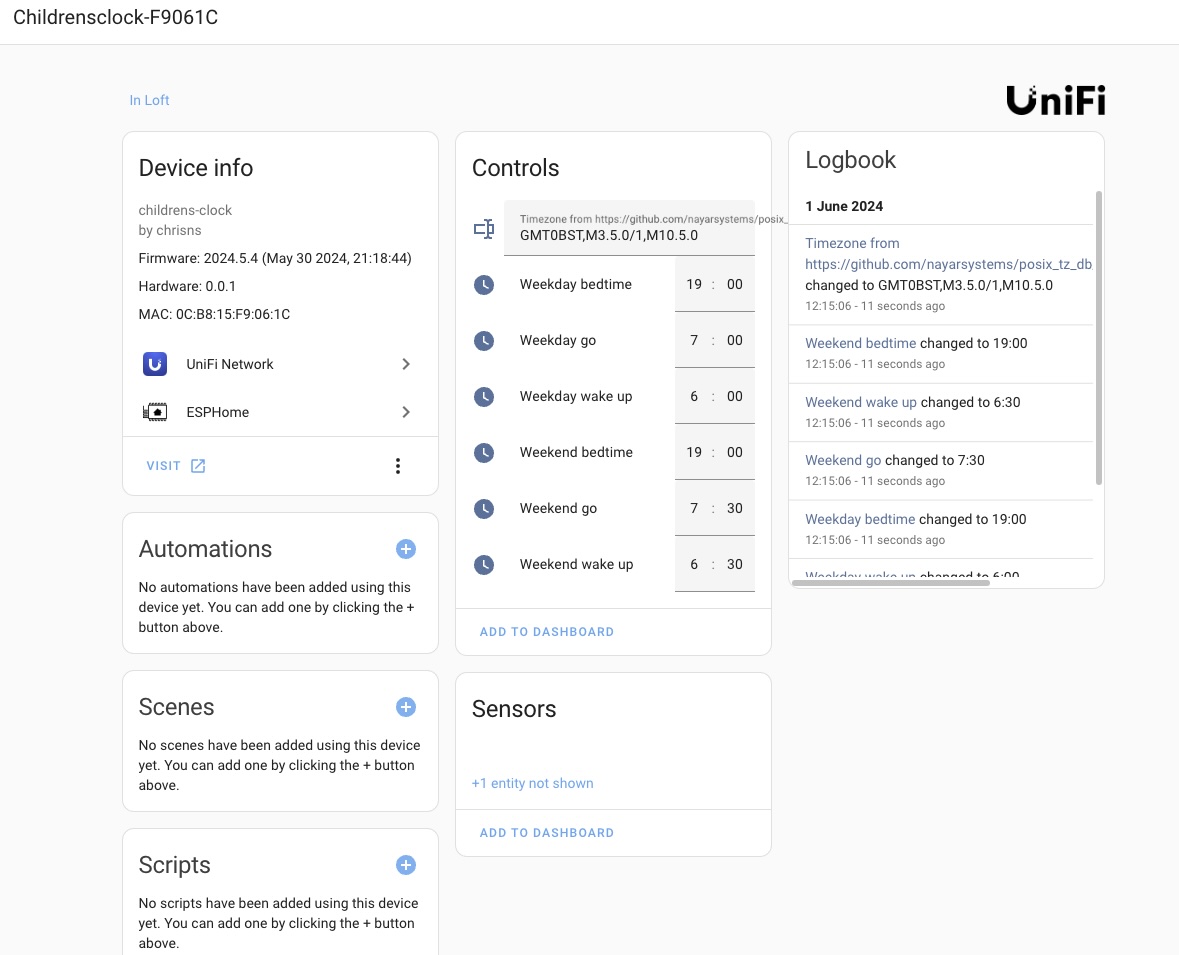 Childrensclock-F9061C
In Loft
UniFi
Device info
childrens-clock
by chrisns
Firmware: 2024.5.4 (May 30 2024, 21:18:44)
Hardware: 0.0.1
MAC: 0C:B8:15:F9:06:1C
UniFi Network
ESPHome
VISIT
Automations
No automations have been added using this
device yet. You can add one by clicking the +
button above.
Scenes
No scenes have been added using this device
yet. You can add one by clicking the + button
above.
Scripts
No scripts have been added using this device
yet. You can add one by clicking the + button
above.
Controls
Timezone from https://github.com/nayarsystems/posix_
GMT0BST,M3.5.0/1,M10.5.0
Weekday bedtime 19 : 00
Weekday go 7 : 00
Weekday wake up 6 : 00
Weekend bedtime 19 : 00
Weekend go 7 : 30
Weekend wake up 6 : 30
ADD TO DASHBOARD
Sensors
+1 entity not shown
ADD TO DASHBOARD
Logbook
1 June 2024
Timezone from
https://github.com/nayarsystems/posix_tz_db
changed to GMT0BST,M3.5.0/1,M10.5.0
12:15:06 - 11 seconds ago
Weekend bedtime changed to 19:00
12:15:06 - 11 seconds ago
Weekend wake up changed to 6:30
12:15:06 - 11 seconds ago
Weekend go changed to 7:30
12:15:06 - 11 seconds ago
Weekday bedtime changed to 19:00
12:15:06 - 11 seconds ago
Weekday wake up changed to 6:00